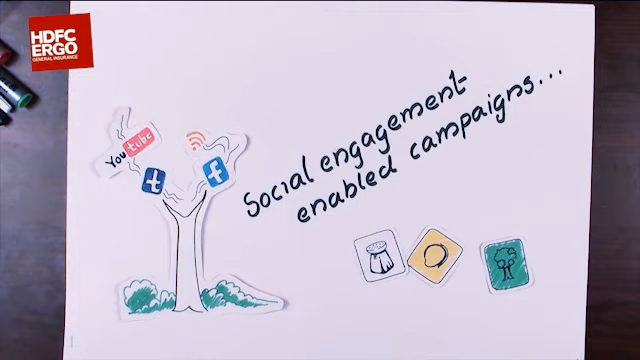 HDFC
ERGO
GENERAL INSURANCE
You Tube
t
f
Social engagement
enabled campaigns...